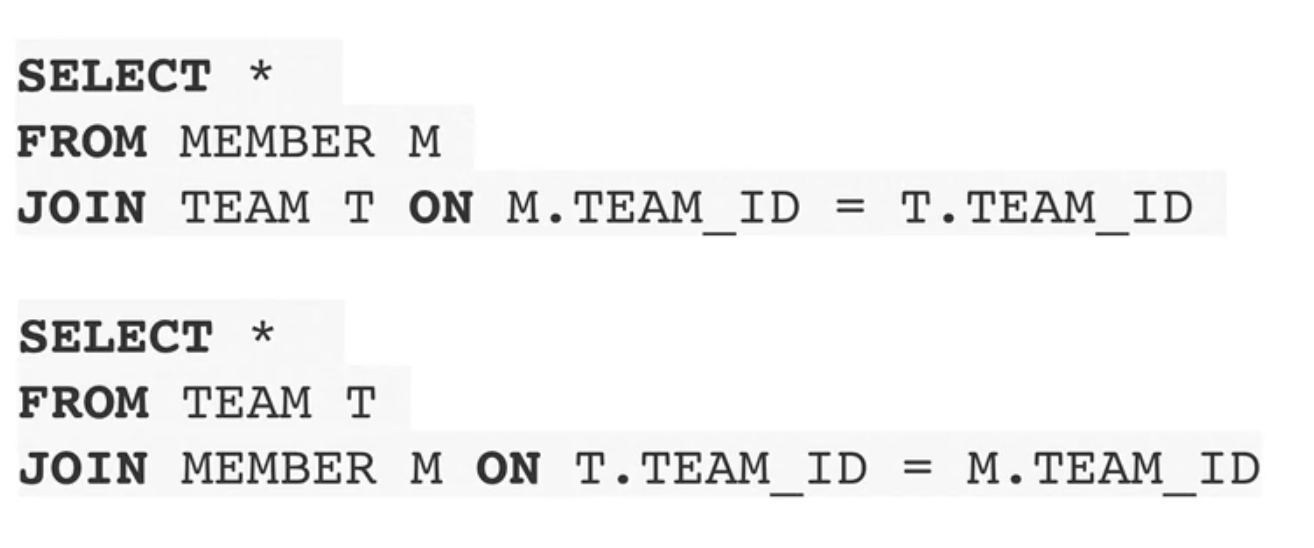 SELECT *
FROM MEMBER M
JOIN TEAM T ON M.TEAM_ID = T.TEAM_ID
SELECT *
FROM TEAM T
JOIN MEMBER M ON T.TEAM_ID = M.TEAM_ID